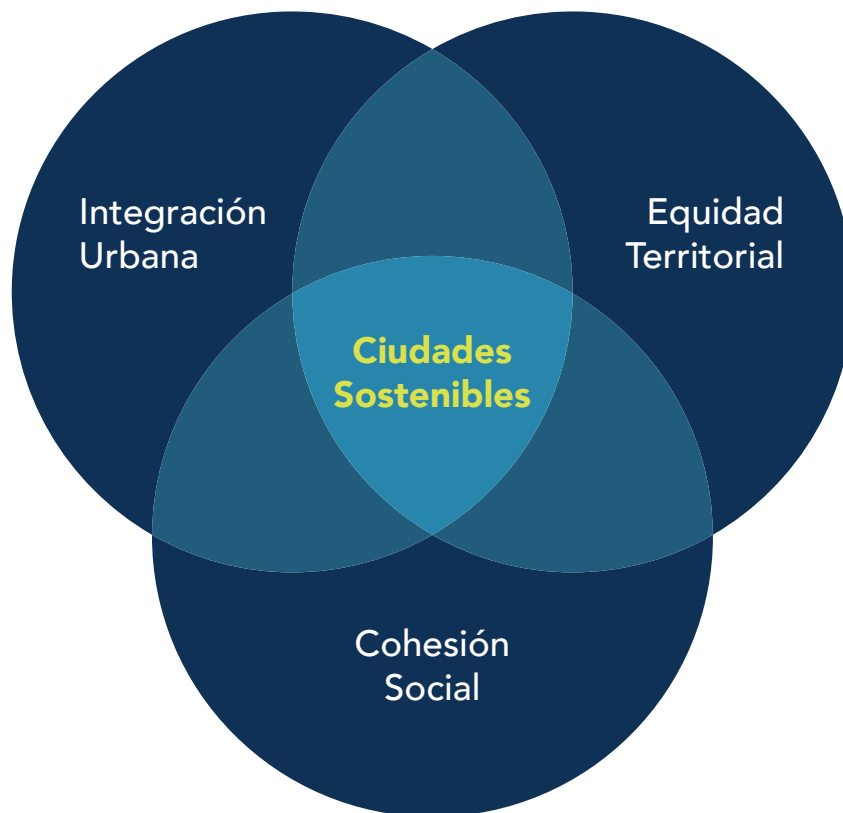 Integración
Urbana
Equidad
Territorial
Ciudades
Sostenibles
Cohesión
Social